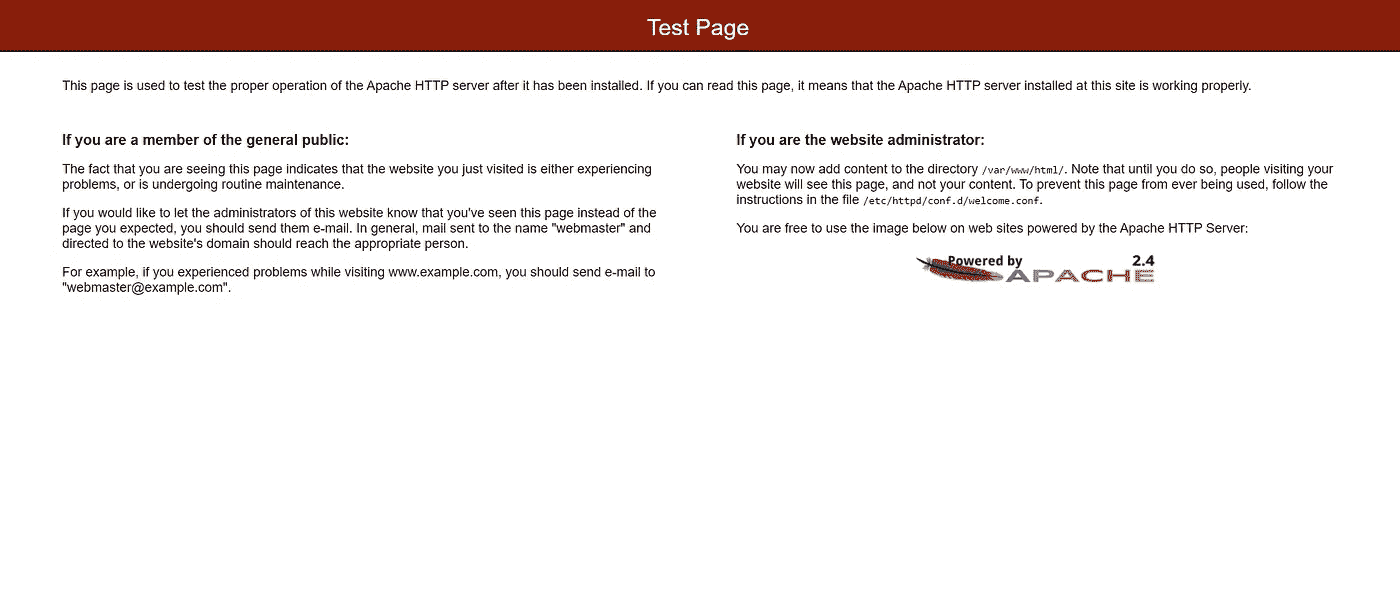 Test Page
This page is used to test the proper operation of the Apache HTTP server after it has been installed. If you can read this page, it means that the Apache HTTP server installed at this site is working properly.
If you are a member of the general public:
The fact that you are seeing this page indicates that the website you just visited is either experiencing
problems, or is undergoing routine maintenance.
If you would like to let the administrators of this website know that you've seen this page instead of the
page you expected, you should send them e-mail. In general, mail sent to the name "webmaster" and
directed to the website's domain should reach the appropriate person.
For example, if you experienced problems while visiting www.example.com, you should send e-mail to
"webmaster@example.com".
If you are the website administrator:
You may now add content to the directory /var/www/html/. Note that until you do so, people visiting your
website will see this page, and not your content. To prevent this page from ever being used, follow the
instructions in the file /etc/httpd/conf.d/welcome.conf.
You are free to use the image below on web sites powered by the Apache HTTP Server:
Powered by 2.4
APACHE